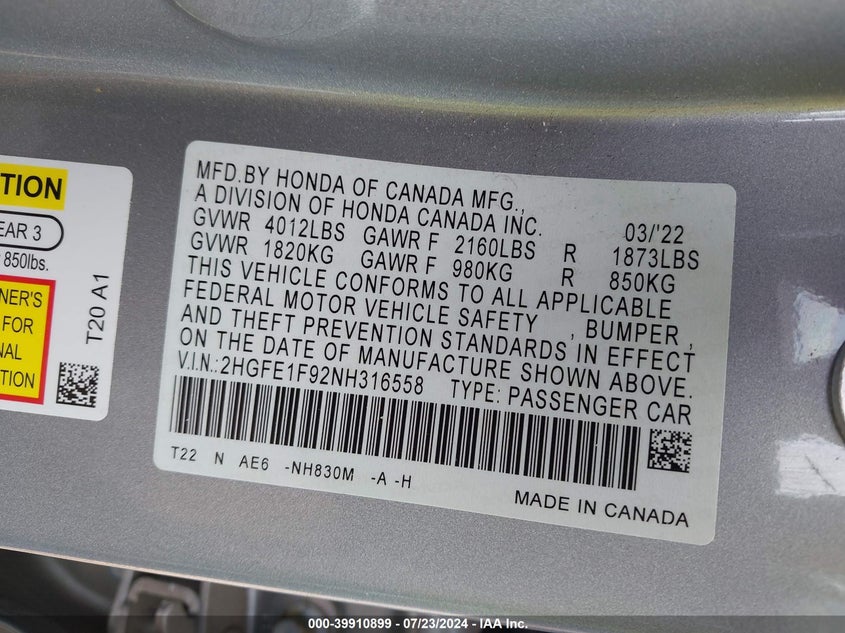 TION
EAR 3
850lbs.
NER'S
FOR
NAL
T20 A1
MFD.BY HONDA OF CANADA MFG.,
A DIVISION OF HONDA CANADA INC. 03/'22
GVWR 4012LBS GAWR F 2160LBS R 1873LBS
GVWR 1820KG GAWR F 980KG R 850KG
THIS VEHICLE CONFORMS TO ALL APPLICABLE
FEDERAL MOTOR VEHICLE SAFETY , BUMPER ,
AND THEFT PREVENTION STANDARDS IN EFFECT
ON THE DATE OF MANUFACTURE SHOWN ABOVE.
V.I.N.:2HGFE1F92NH316558 TYPE: PASSENGER CAR
T22 N AE6 -NH830M -A -H
MADE IN CANADA
000-39910899 / 07/23/2024 / IAA Inc.